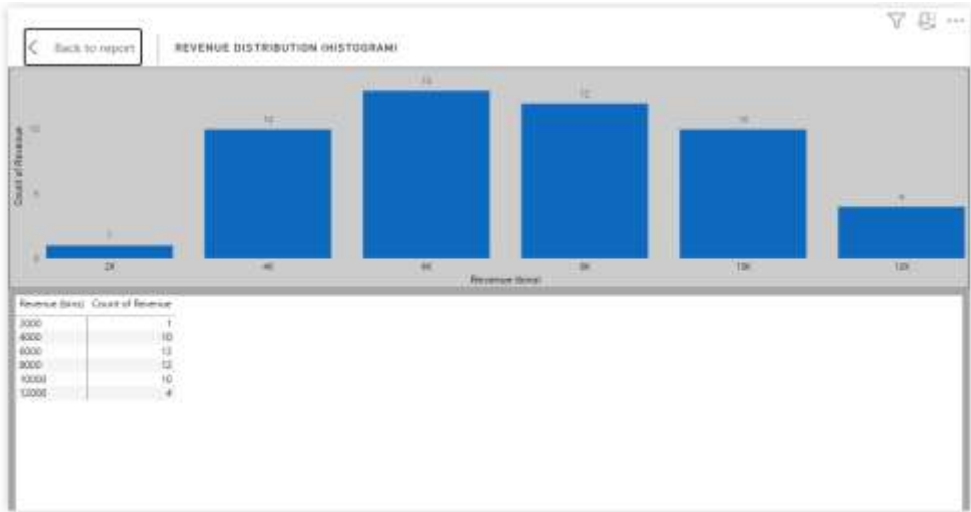 Back to report
REVENUE DISTRIBUTION (HISTOGRAM)
13
12
10
10
10
4
1
5
0
2K 4K 6K 8K 10K 12K
Count of Revenue
Revenue (bins)
Revenue (bins) Count of Revenue
2000 1
4000 10
6000 13
8000 12
10000 10
12000 4